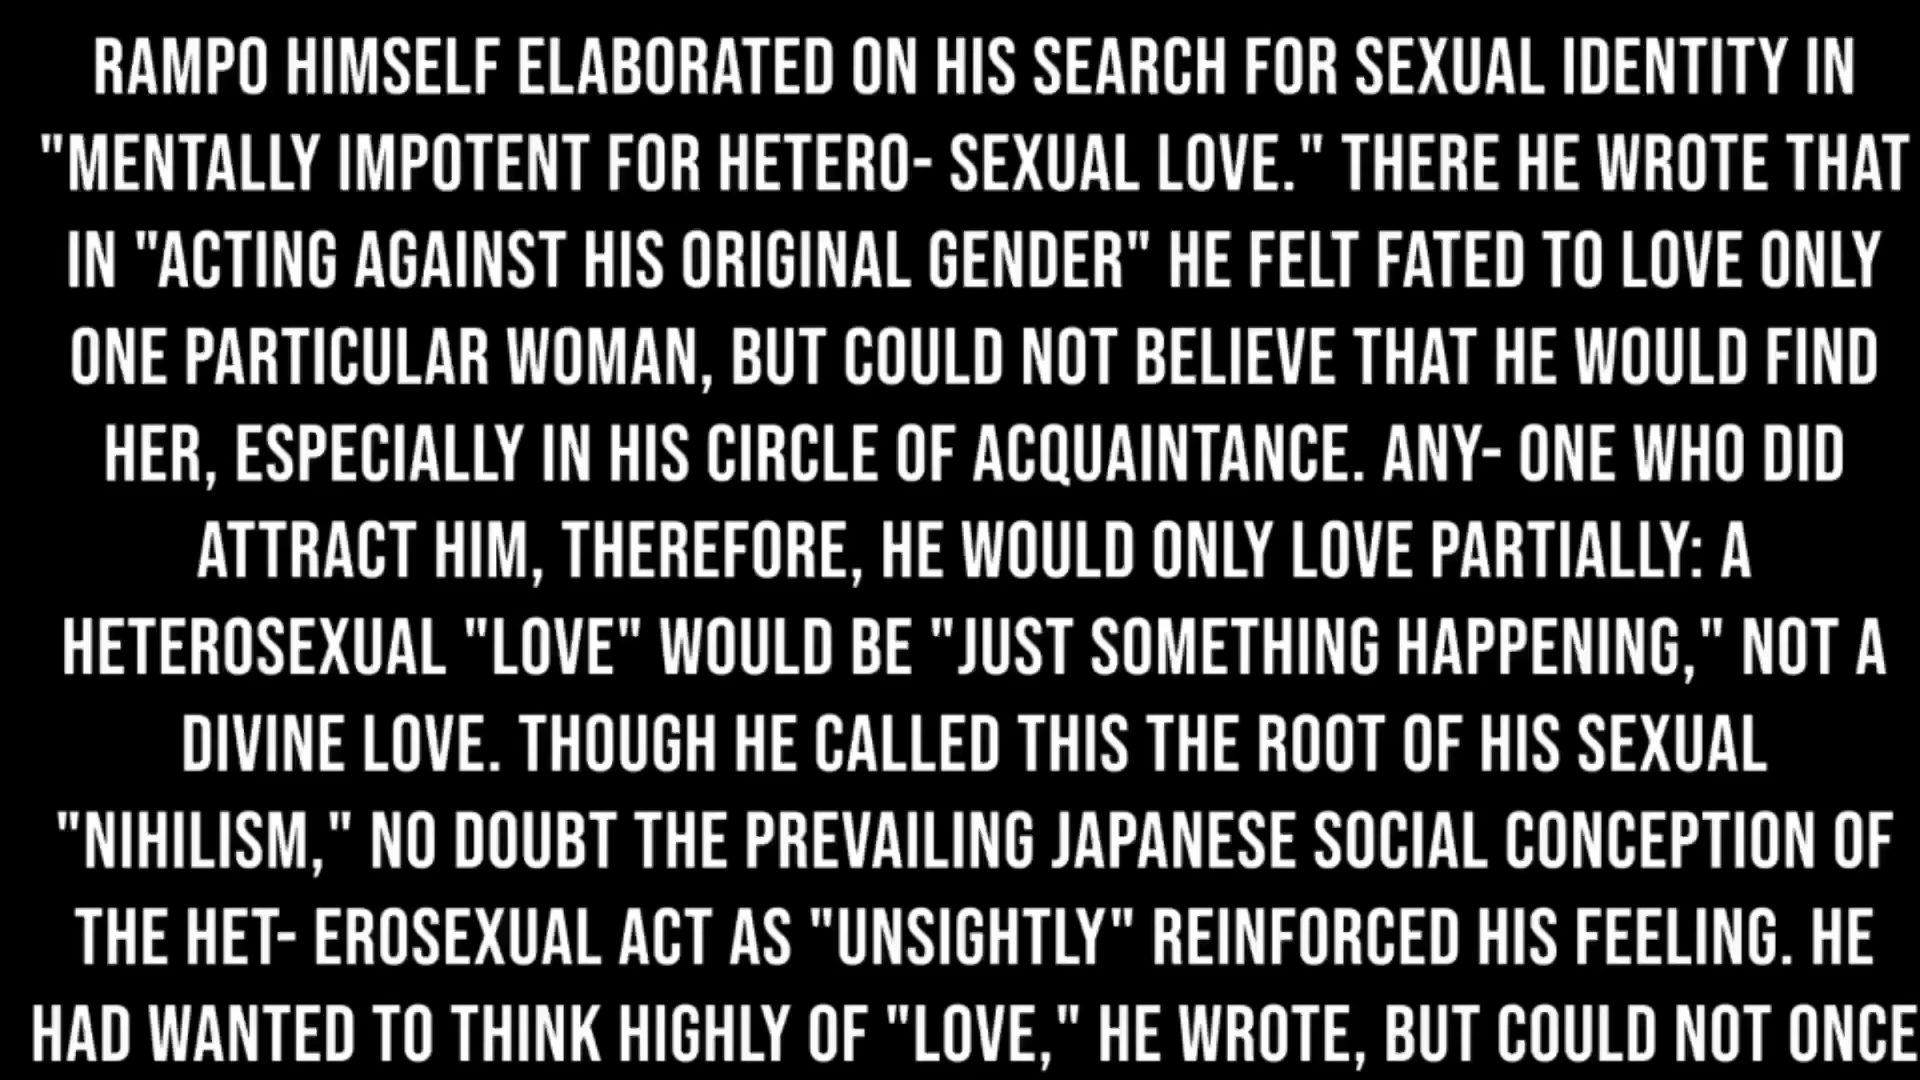 RAMPO HIMSELF ELABORATED ON HIS SEARCH FOR SEXUAL IDENTITY IN
"MENTALLY IMPOTENT FOR HETERO- SEXUAL LOVE." THERE HE WROTE THAT
IN "ACTING AGAINST HIS ORIGINAL GENDER" HE FELT FATED TO LOVE ONLY
ONE PARTICULAR WOMAN, BUT COULD NOT BELIEVE THAT HE WOULD FIND
HER, ESPECIALLY IN HIS CIRCLE OF ACQUAINTANCE. ANY- ONE WHO DID
ATTRACT HIM, THEREFORE, HE WOULD ONLY LOVE PARTIALLY: A
HETEROSEXUAL "LOVE" WOULD BE "JUST SOMETHING HAPPENING," NOT A
DIVINE LOVE. THOUGH HE CALLED THIS THE ROOT OF HIS SEXUAL
"NIHILISM," NO DOUBT THE PREVAILING JAPANESE SOCIAL CONCEPTION OF
THE HET- EROSEXUAL ACT AS "UNSIGHTLY" REINFORCED HIS FEELING. HE
HAD WANTED TO THINK HIGHLY OF "LOVE," HE WROTE, BUT COULD NOT ONCE